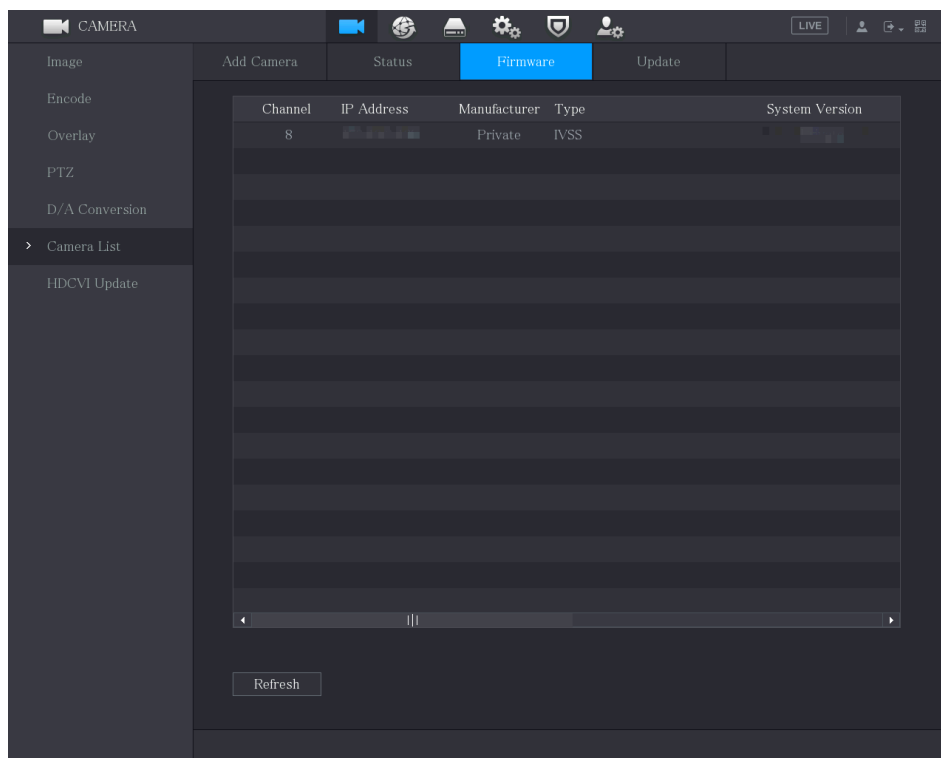 CAMERA
LIVE
Image
Encode
Overlay
PTZ
D/A Conversion
Camera List
HDCVI Update
Add Camera Status Firmware Update
Channel IP Address Manufacturer Type System Version
8 Private IVSS
Refresh